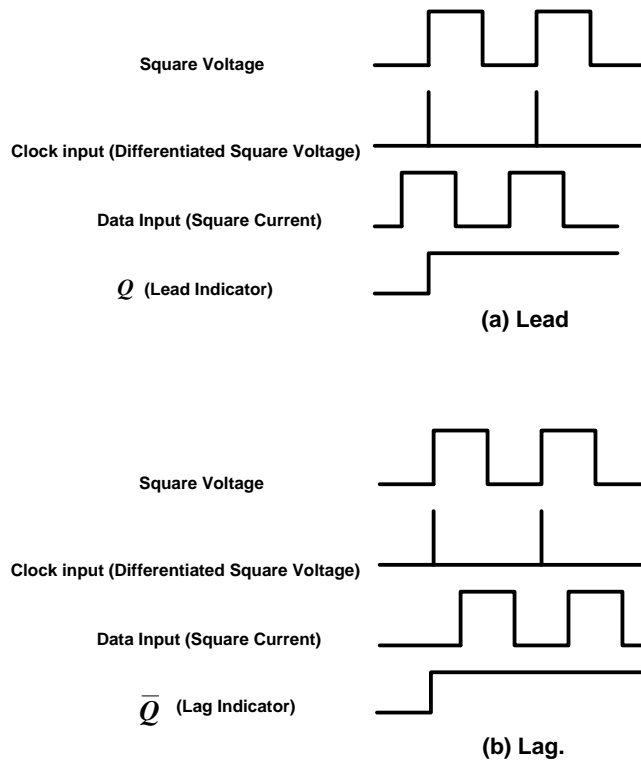 Square Voltage
Clock input (Differentiated Square Voltage)
Data Input (Square Current)
Q (Lead Indicator)
(a) Lead
Square Voltage
Clock input (Differentiated Square Voltage)
Data Input (Square Current)
Q̅ (Lag Indicator)
(b) Lag.